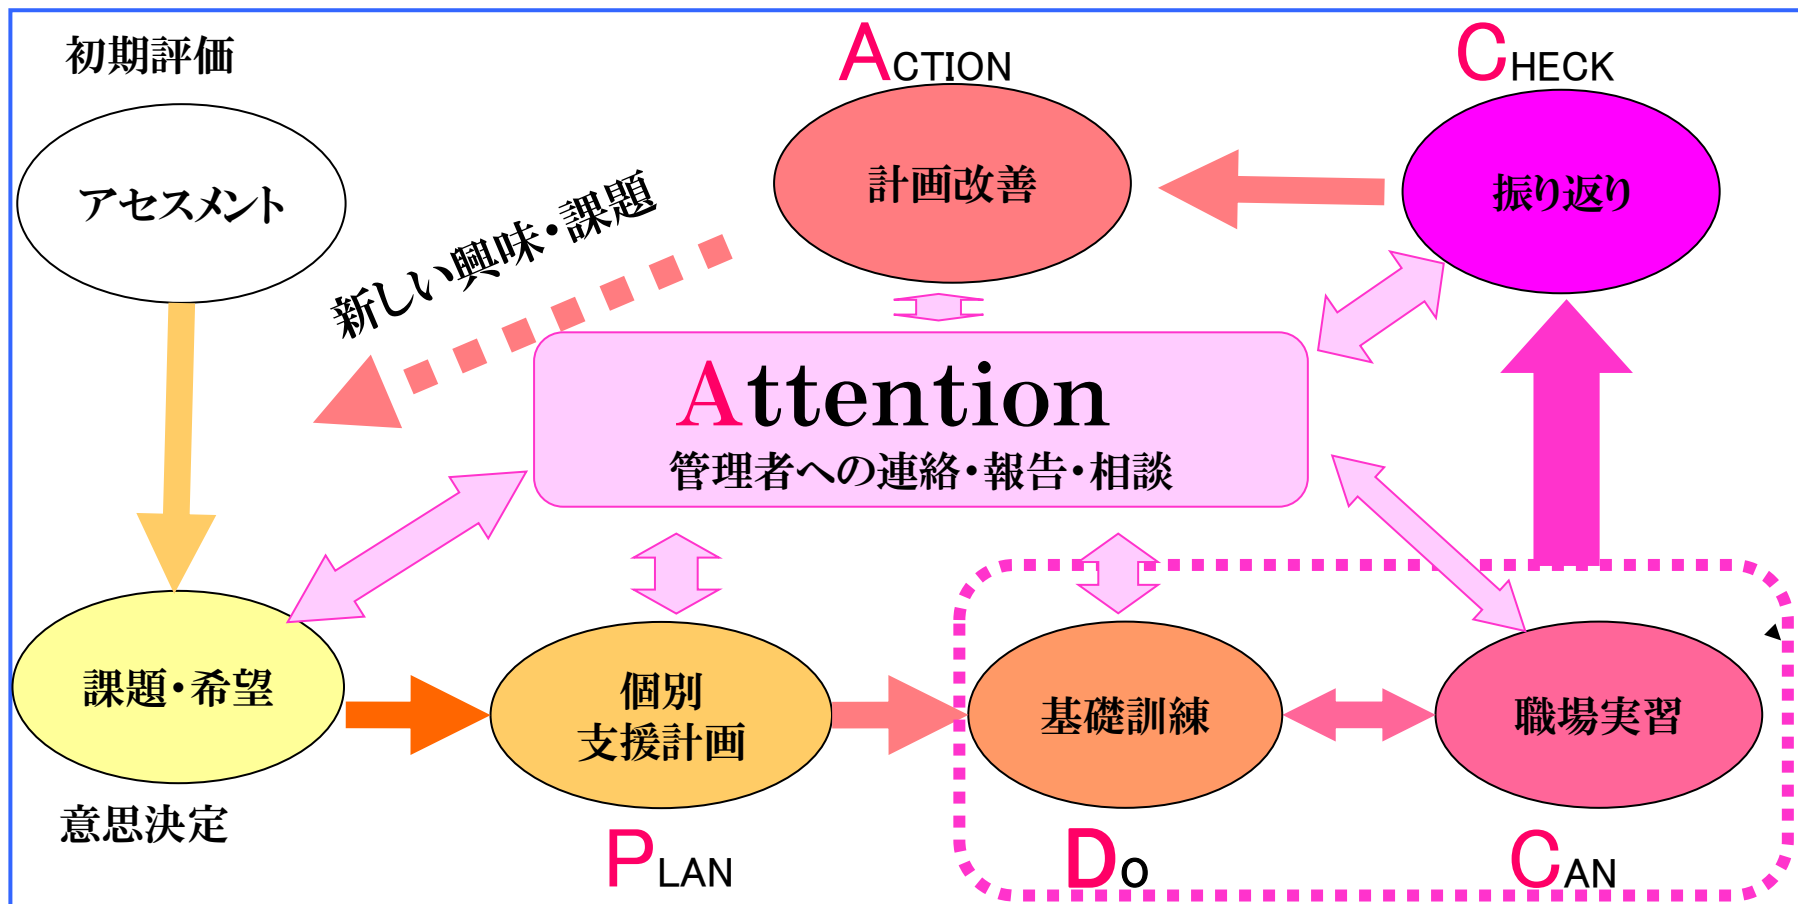 初期評価
ACTION
CHECK
アセスメント
計画改善
振り返り
新しい興味・課題
Attention
管理者への連絡・報告・相談
課題・希望
個別
支援計画
基礎訓練
職場実習
意思決定
PLAN
Do
CAN